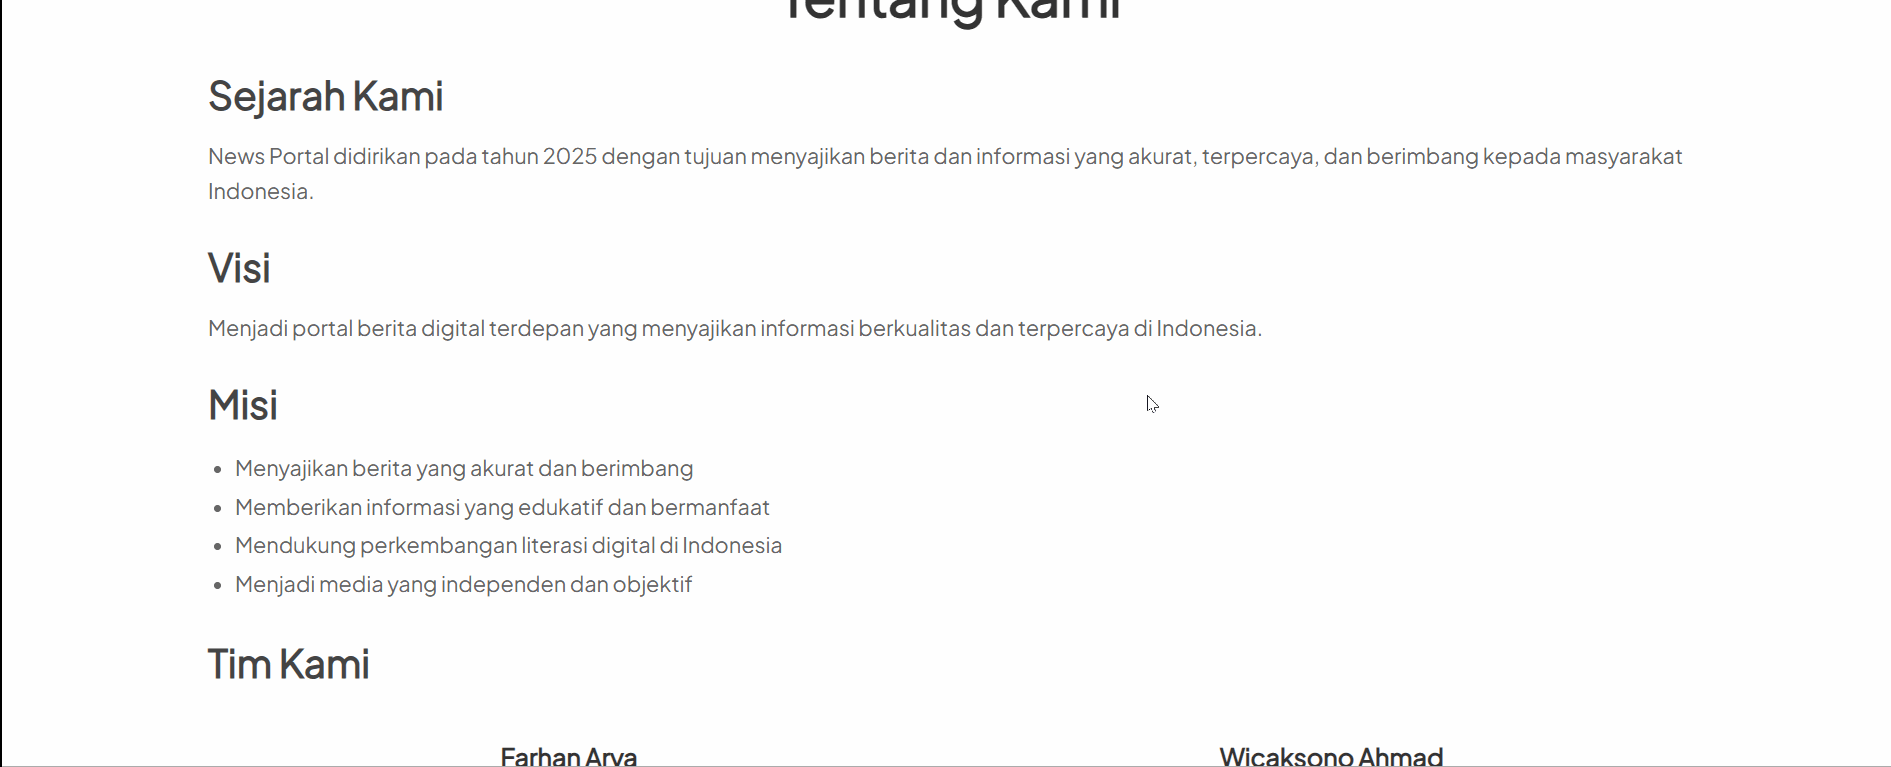 Tentang Kami
Sejarah Kami
News Portal didirikan pada tahun 2025 dengan tujuan menyajikan berita dan informasi yang akurat, terpercaya, dan berimbang kepada masyarakat
Indonesia.
Visi
Menjadi portal berita digital terdepan yang menyajikan informasi berkualitas dan terpercaya di Indonesia.
Misi
• Menyajikan berita yang akurat dan berimbang
• Memberikan informasi yang edukatif dan bermanfaat
• Mendukung perkembangan literasi digital di Indonesia
• Menjadi media yang independen dan objektif
Tim Kami
Farhan Arya Wicaksono Ahmad